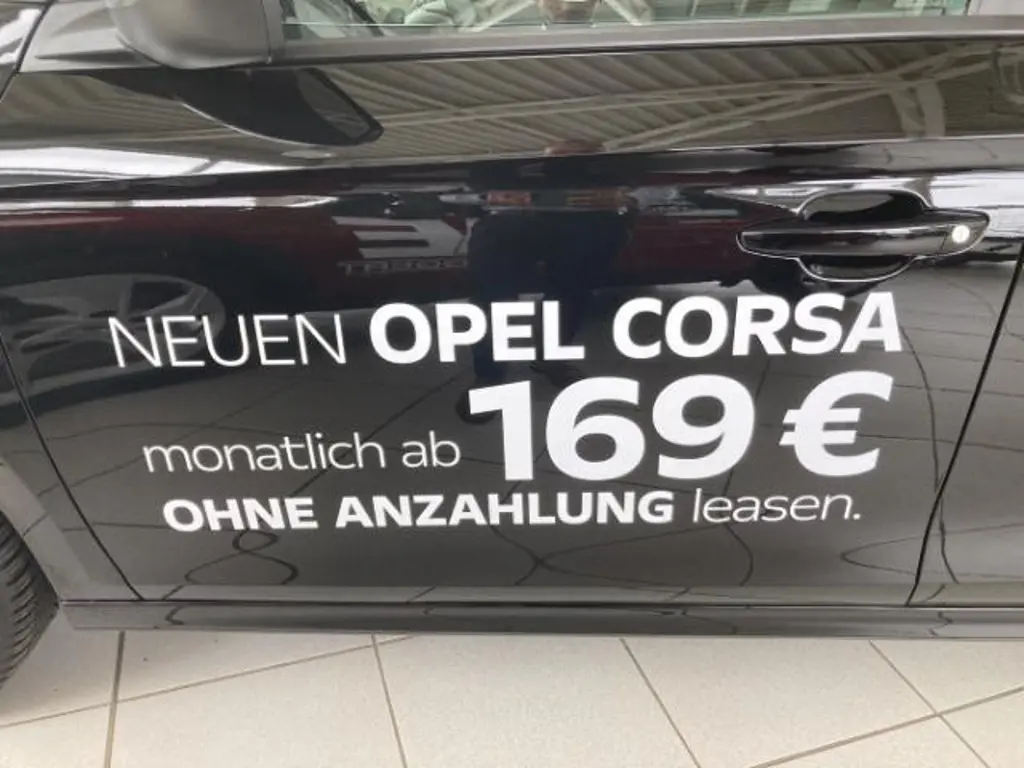 NEUEN OPEL CORSA
monatlich ab 169 €
OHNE ANZAHLUNG leasen.